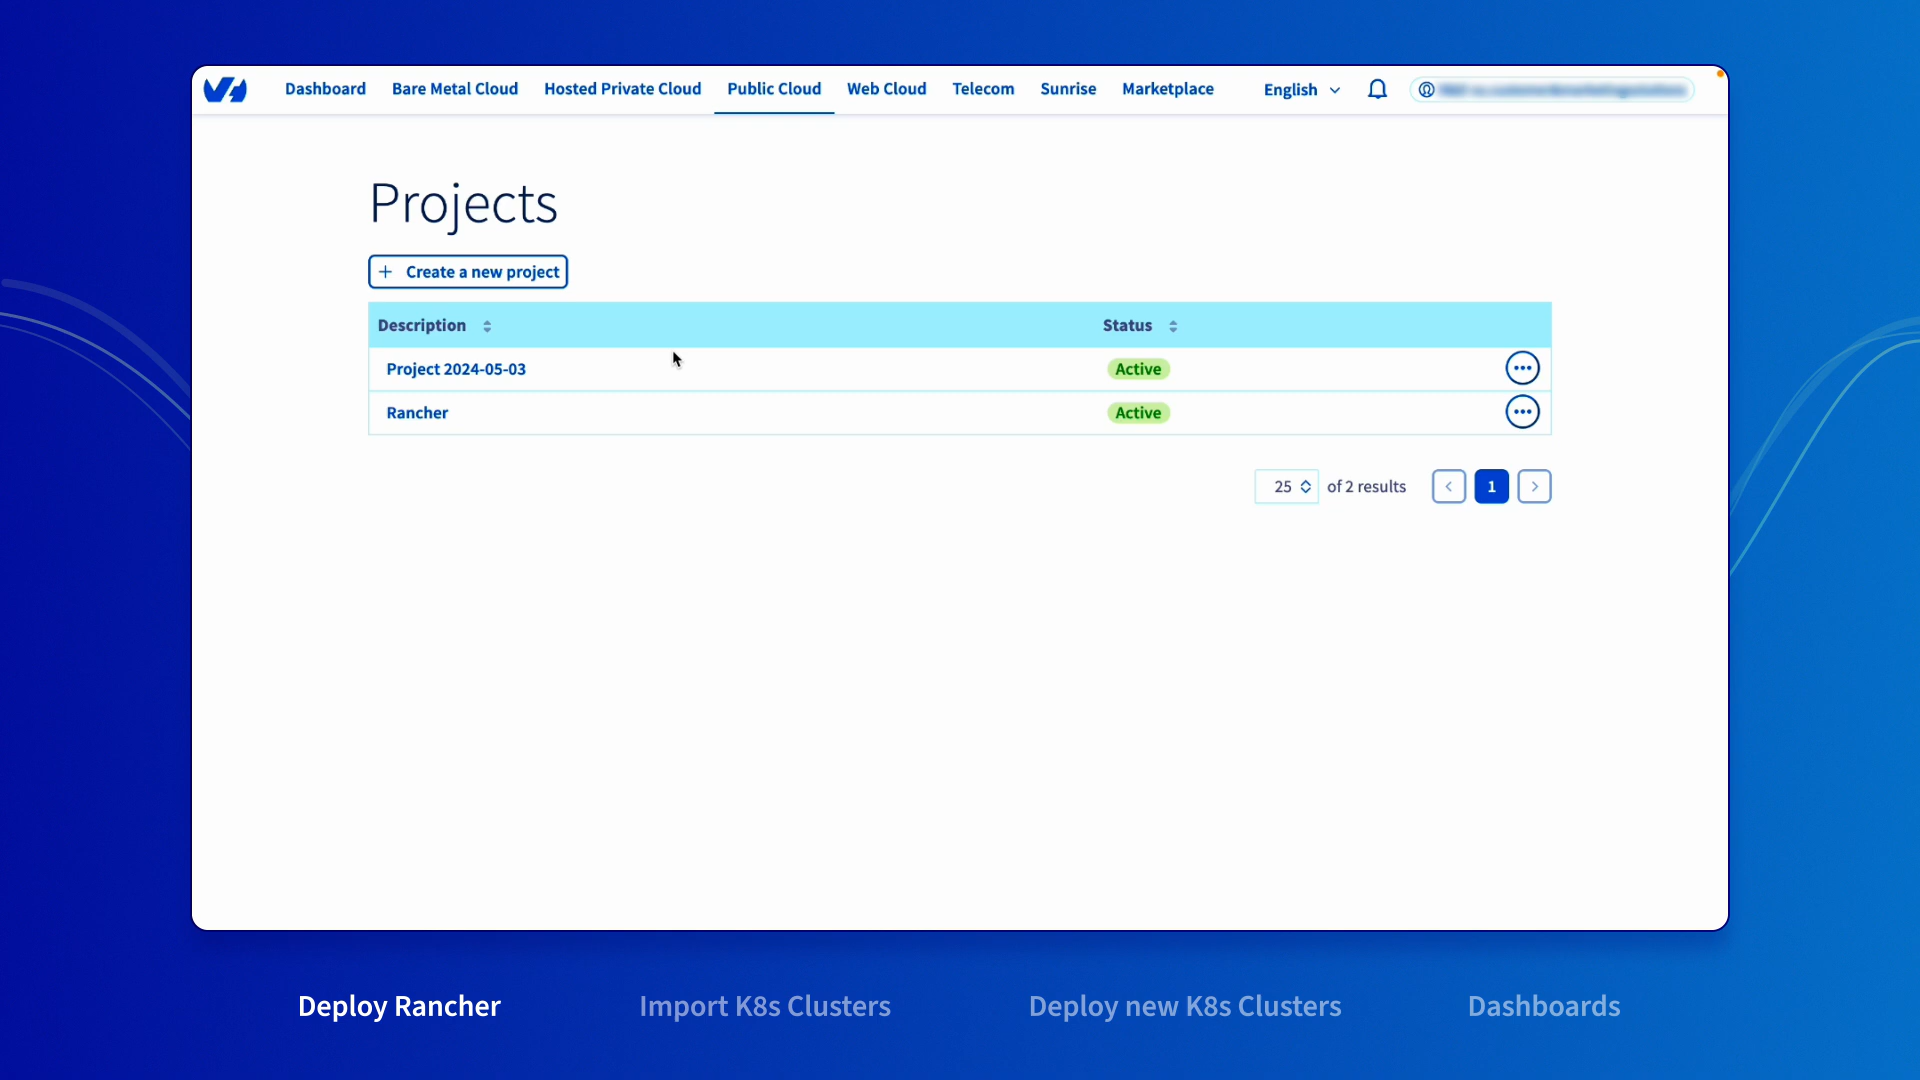 Dashboard Bare Metal Cloud Hosted Private Cloud Public Cloud Web Cloud Telecom Sunrise Marketplace English
Projects
+ Create a new project
Description Status
Project 2024-05-03 Active
Rancher Active
25 of 2 results 1
Deploy Rancher Import K8s Clusters Deploy new K8s Clusters Dashboards